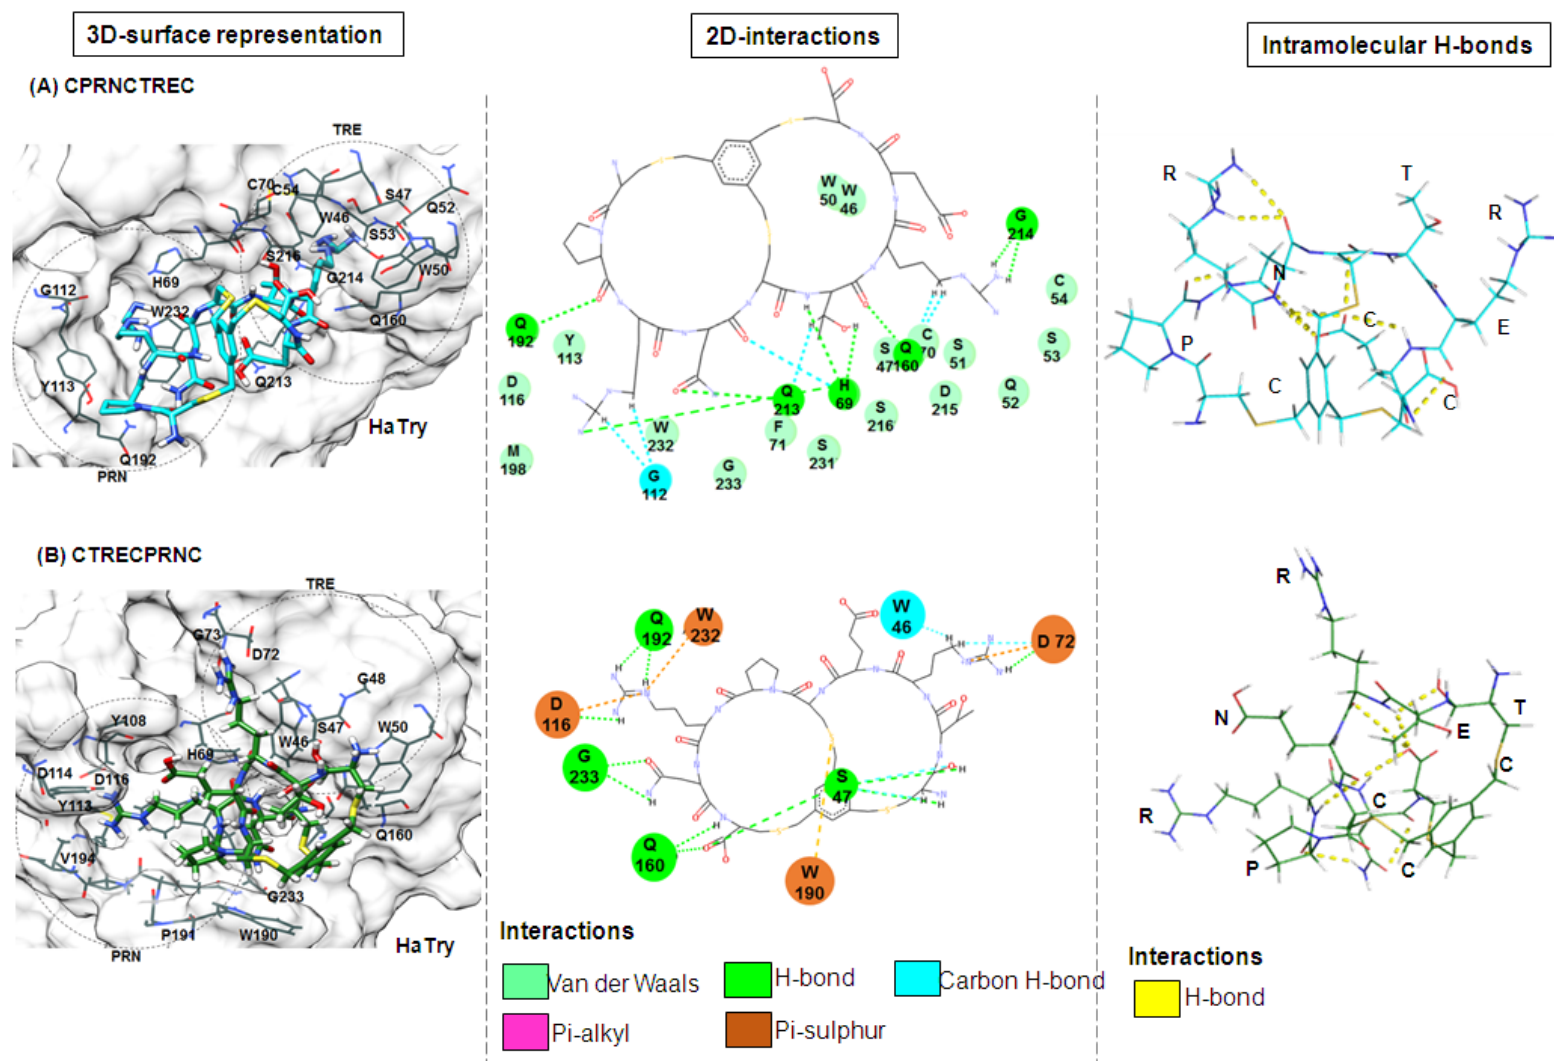 3D-surface representation
2D-interactions
Intramolecular H-bonds
(A) CPRNCTREC
TRE
C70
C54
S47
Q52
W46
S53
S216
G214
W50
H69
G112
W232
Q160
Y113
Q213
HaTry
Q192
PRN
W
50
W
46
G
214
C
54
Q
192
Y
113
S
47
Q
160
C
70
S
51
S
53
D
116
Q
213
H
69
D
215
Q
52
S
216
W
232
F
71
S
231
M
198
G
233
G
112
R
T
R
N
P
C
E
C
C
(B) CTRECPRNC
TRE
G73
D72
G48
Y108
S47
W50
H69
W46
D114
D116
Y113
Q160
V194
G233
P191
W190
HaTry
PRN
Q
192
W
232
W
46
D 72
D
116
G
233
S
47
Q
160
W
190
R
N
E
T
C
R
C
P
C
Interactions
Van der Waals
H-bond
Carbon H-bond
Pi-alkyl
Pi-sulphur
Interactions
H-bond